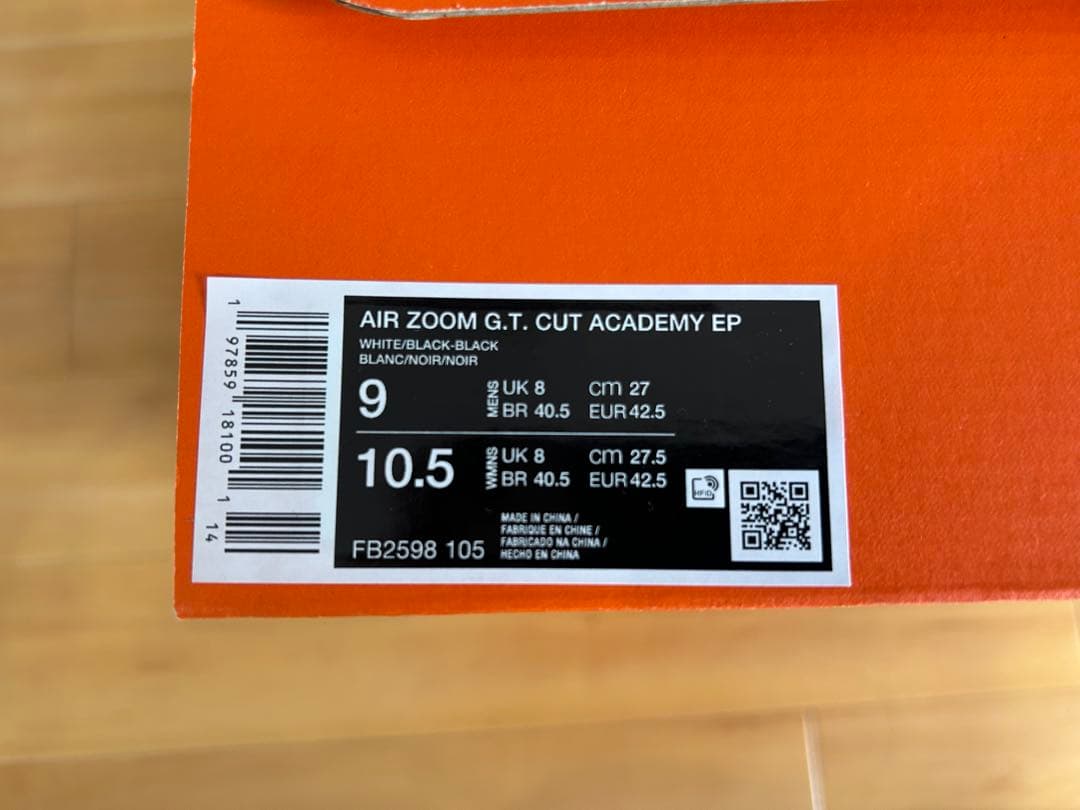 AIR ZOOM G.T. CUT ACADEMY EP
WHITE/BLACK-BLACK
BLANC/NOIR/NOIR
9 MENS UK 8 cm 27
BR 40.5 EUR 42.5
10.5 WMNS UK 8 cm 27.5
BR 40.5 EUR 42.5
MADE IN CHINA /
FABRIQUE EN CHINE /
FABRICADO NA CHINA /
HECHO EN CHINA
FB2598 105
RFID
1 97859 18100 1 14